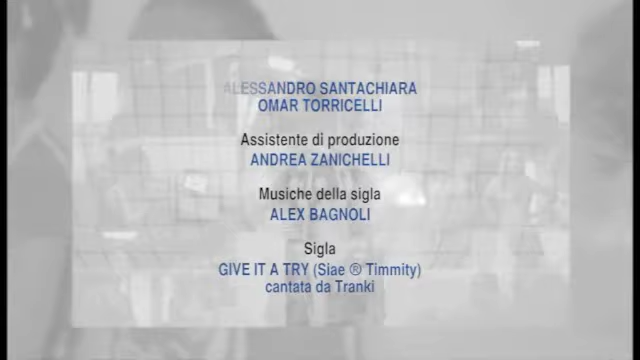 ALESSANDRO SANTACHIARA
OMAR TORRICELLI
Assistente di produzione
ANDREA ZANICHELLI
Musiche della sigla
ALEX BAGNOLI
Sigla
GIVE IT A TRY (Siae ® Timmity)
cantata da Tranki